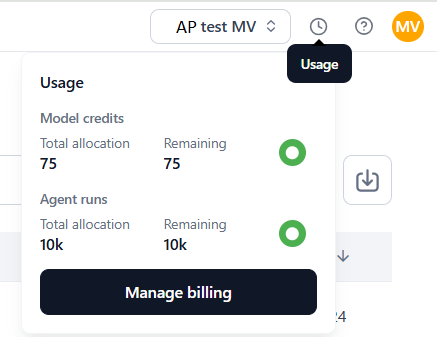 AP test MV
MV
Usage
Usage
Model credits
Total allocation Remaining
75 75
Agent runs
Total allocation Remaining
10k 10k
Manage billing
24